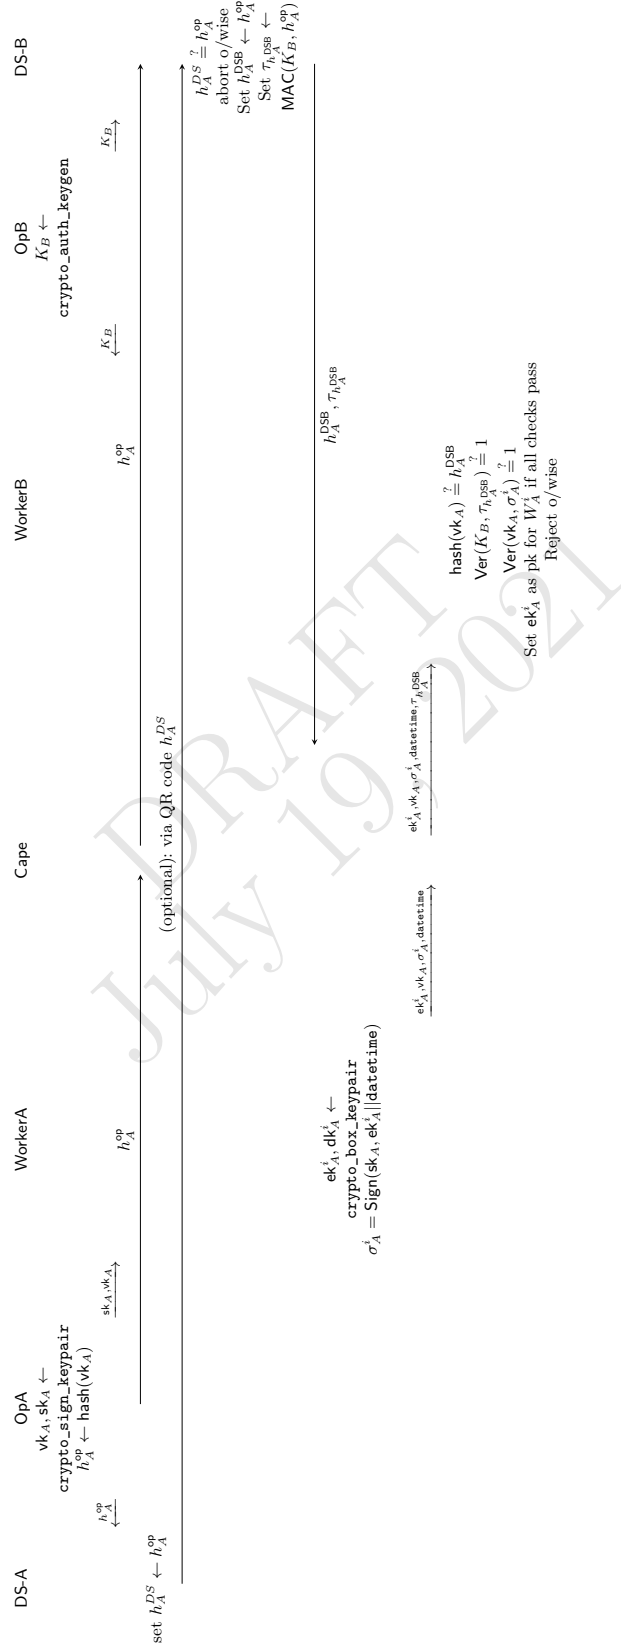 DS-A OpA WorkerA Cape WorkerB OpB DS-B
vk_A, sk_A ←
crypto_sign_keypair
h_A^op ← hash(vk_A)
K_B ←
crypto_auth_keygen
h_A^op
sk_A,vk_A
K_B
K_B
h_A^op
h_A^op
set h_A^DS ← h_A^op
(optional): via QR code h_A^DS
h_A^DS ≟ h_A^op
abort o/wise
Set h_A^DSB ← h_A^op
Set τ_{h_A^DSB} ←
MAC(K_B, h_A^op)
h_A^DSB, τ_{h_A^DSB}
ek_A^i, dk_A^i ←
crypto_box_keypair
σ_A^i = Sign(sk_A, ek_A^i||datetime)
ek_A^i,vk_A,σ_A^i,datetime
ek_A^i,vk_A,σ_A^i,datetime,τ_{h_A^DSB}
hash(vk_A) ≟ h_A^DSB
Ver(K_B, τ_{h_A^DSB}) ≟ 1
Ver(vk_A, σ_A^i) ≟ 1
Set ek_A^i as pk for W_A^i if all checks pass
Reject o/wise
DRAFT
July 19, 2021